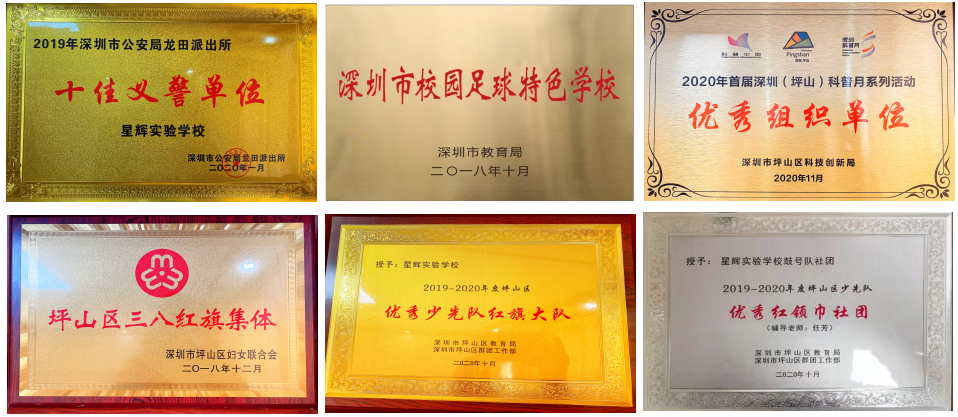 2019年深圳市公安局龙田派出所
十佳义警单位
星辉实验学校
深圳市公安局龙田派出所
二〇二〇年一月
深圳市校园足球特色学校
深圳市教育局
二〇一八年十月
科普中国
Pingshan
2020年首届深圳（坪山）科普月系列活动
优秀组织单位
深圳市坪山区科技创新局
2020年11月
坪山区三八红旗集体
深圳市坪山区妇女联合会
二〇一八年十二月
授予：星辉实验学校
2019-2020年度坪山区
优秀少先队红旗大队
深圳市坪山区教育局
深圳市坪山区群团工作部
二〇二〇年十月
授予：星辉实验学校鼓号队社团
2019-2020年度坪山区少先队
优秀红领巾社团
（辅导老师：任芳）
深圳市坪山区教育局
深圳市坪山区群团工作部
二〇二〇年十月